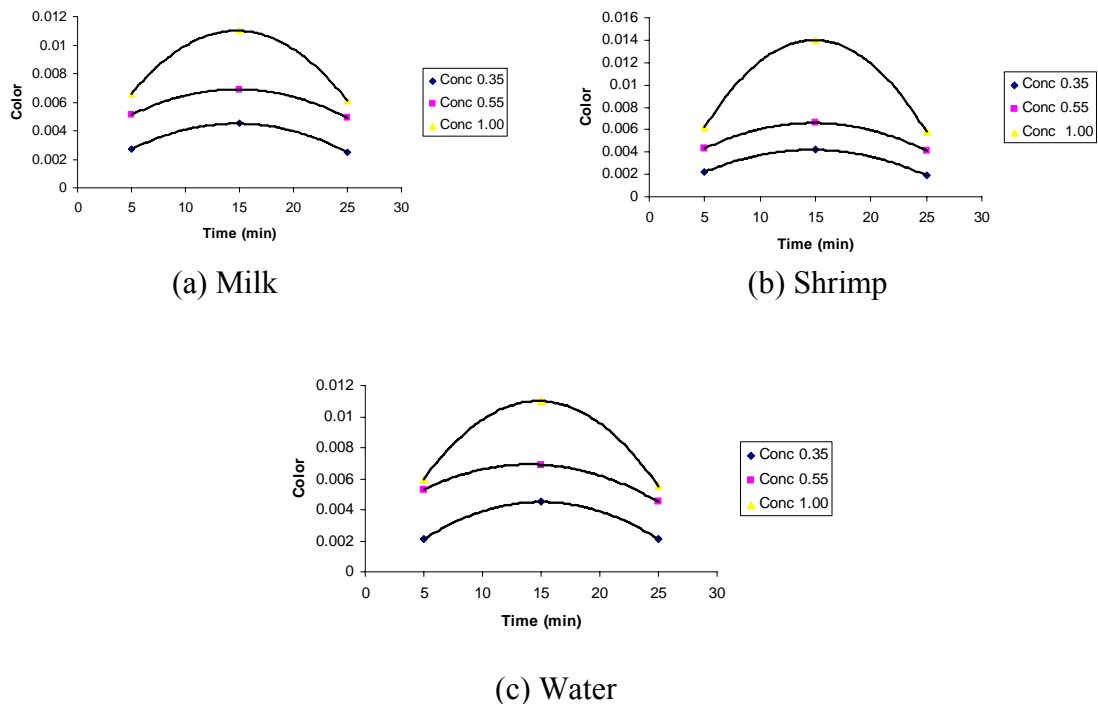 0.012
0.01
0.008
0.006
0.004
0.002
0
Color
0 5 10 15 20 25 30
Time (min)
Conc 0.35
Conc 0.55
Conc 1.00
(a) Milk
0.016
0.014
0.012
0.01
0.008
0.006
0.004
0.002
0
Color
0 5 10 15 20 25 30
Time (min)
Conc 0.35
Conc 0.55
Conc 1.00
(b) Shrimp
0.012
0.01
0.008
0.006
0.004
0.002
0
Color
0 5 10 15 20 25 30
Time (min)
Conc 0.35
Conc 0.55
Conc 1.00
(c) Water